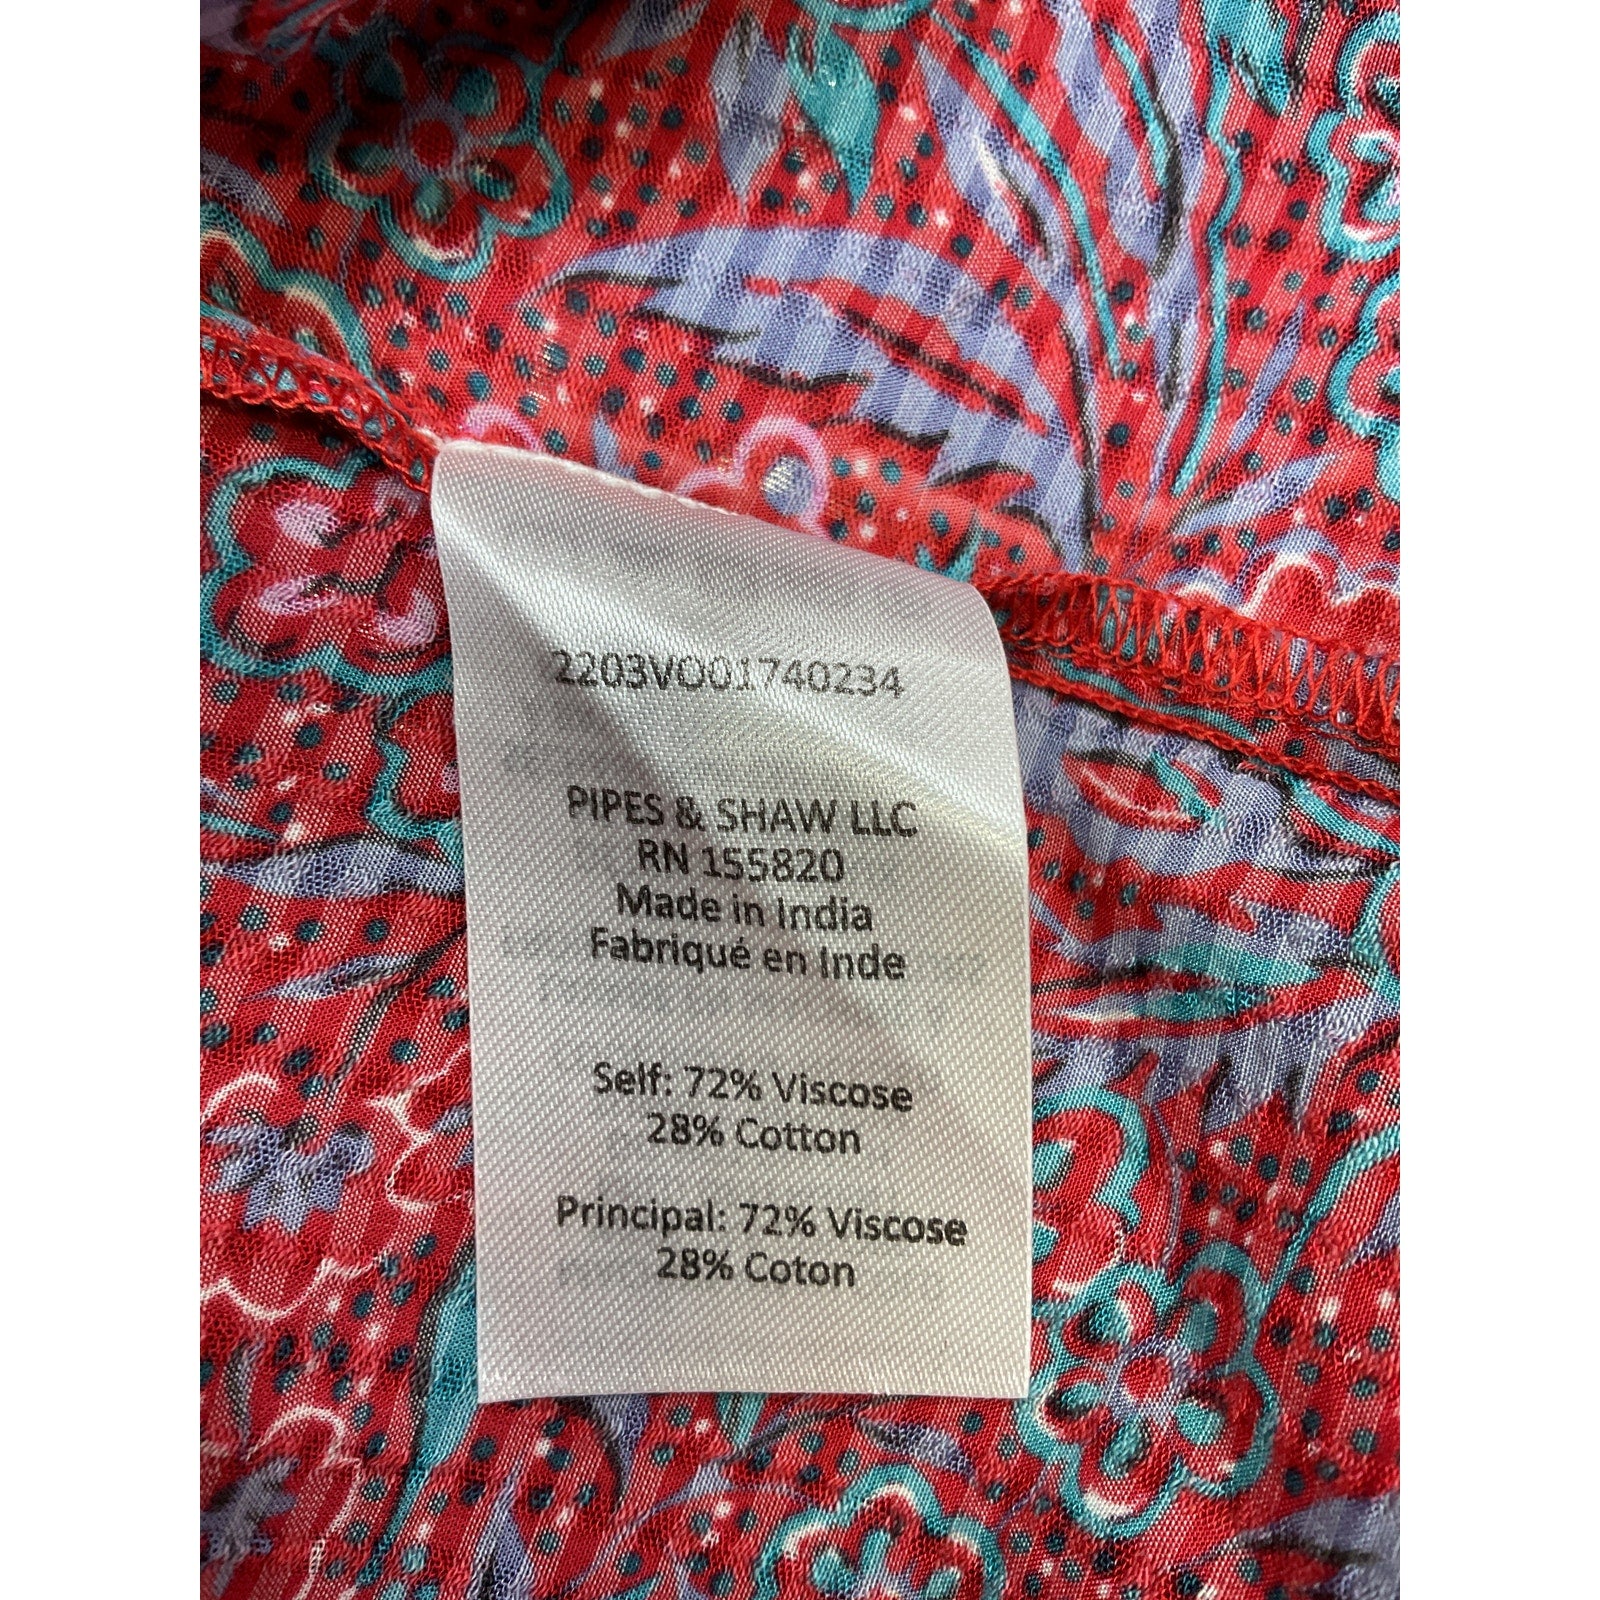 2203VO01740234
PIPES & SHAW LLC
RN 155820
Made in India
Fabriqué en Inde
Self: 72% Viscose
28% Cotton
Principal: 72% Viscose
28% Coton